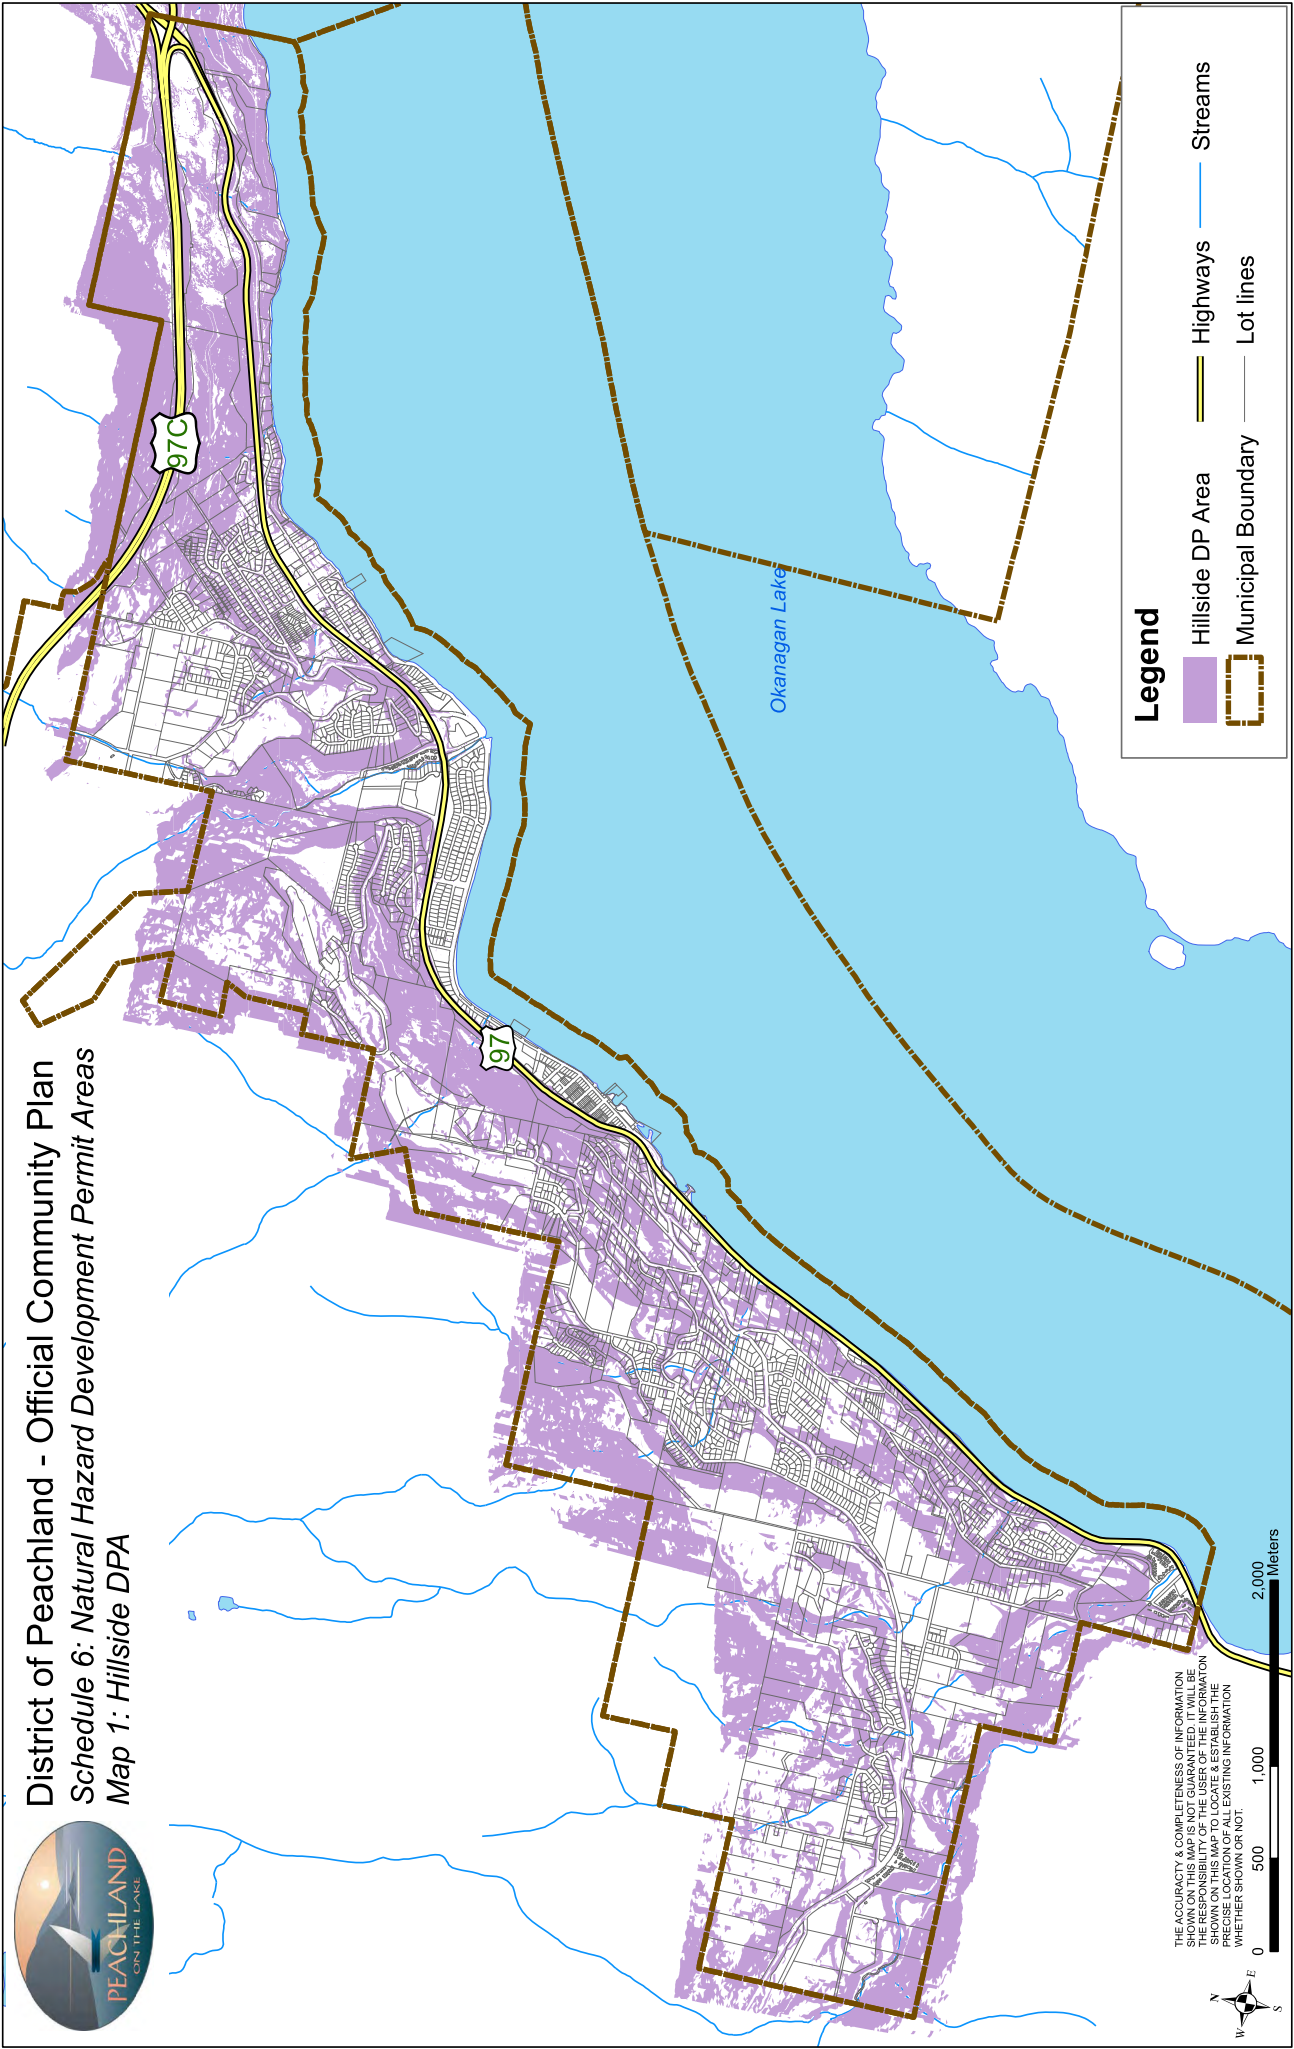 District of Peachland - Official Community Plan
Schedule 6: Natural Hazard Development Permit Areas
Map 1: Hillside DPA
PEACHLAND
ON THE LAKE
97C
97
Okanagan Lake
Legend
Hillside DP Area
Highways
Streams
Municipal Boundary
Lot lines
THE ACCURACTY & COMPLETENESS OF INFORMATION
SHOWN ON THIS MAP IS NOT GUARANTEED. IT WILL BE
THE RESPONSIBILITY OF THE USER OF THE INFORMATON
SHOWN ON THIS MAP TO LOCATE & ESTABLISH THE
PRECISE LOCATION OF ALL EXISTING INFORMATION
WHETHER SHOWN OR NOT.
0 500 1,000 2,000
Meters
N
W E
S